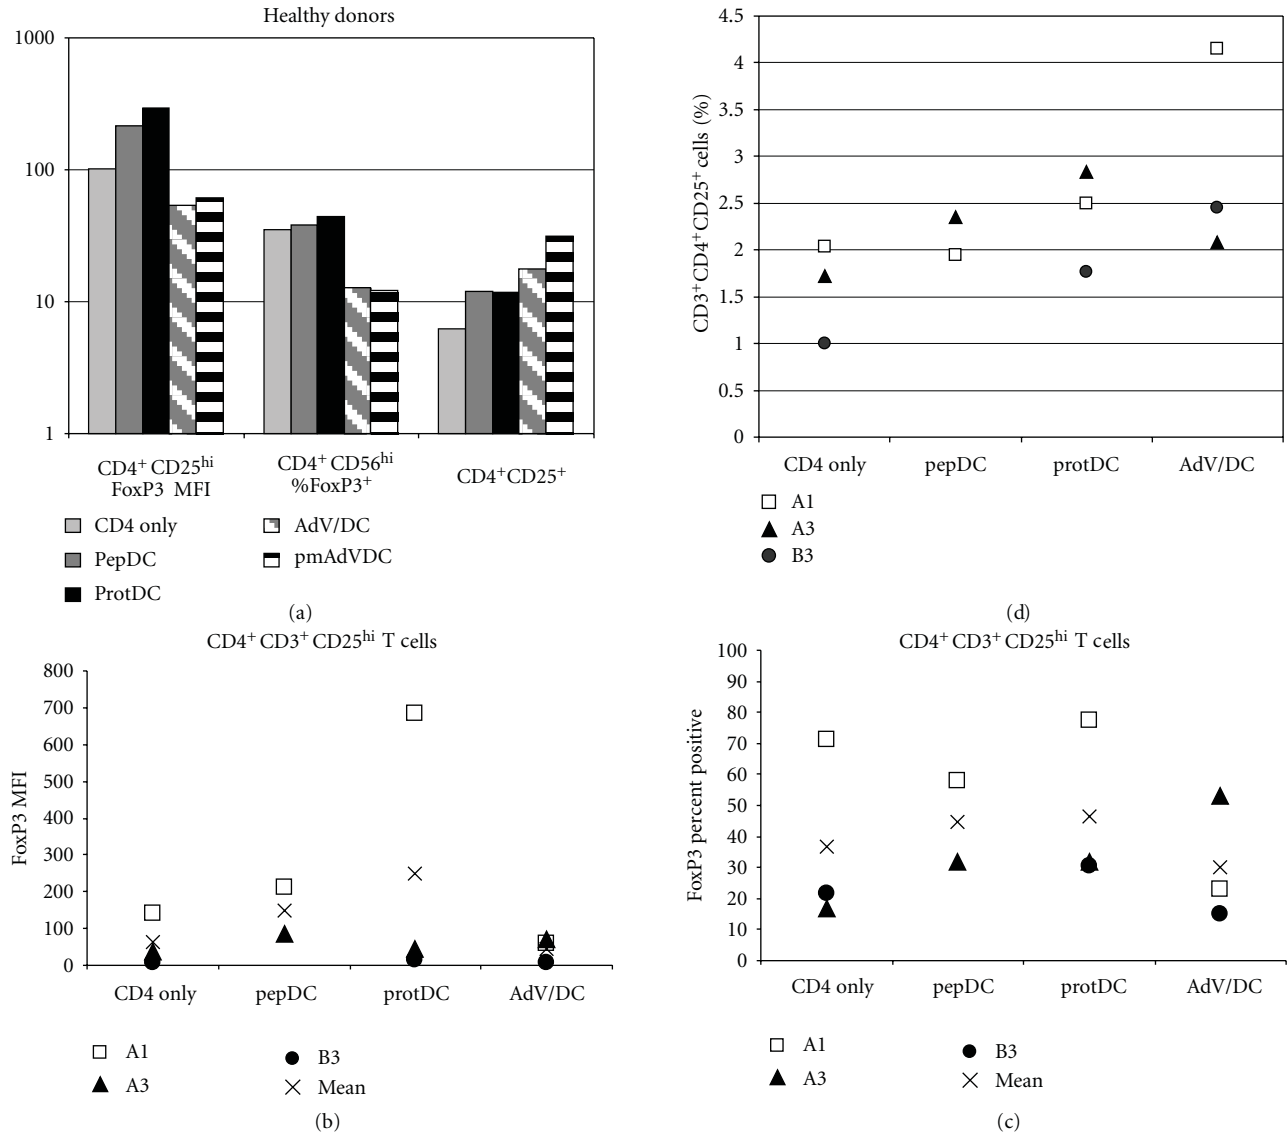 Healthy donors
1000
100
10
1
CD4+ CD25hi
FoxP3 MFI
CD4+ CD56hi
%FoxP3+
CD4+CD25+
CD4 only
PepDC
ProtDC
AdV/DC
pmAdVDC
(a)
CD3+CD4+CD25+ cells (%)
4.5
4
3.5
3
2.5
2
1.5
1
0.5
0
CD4 only
pepDC
protDC
AdV/DC
A1
A3
B3
(d)
CD4+ CD3+ CD25hi T cells
FoxP3 MFI
800
700
600
500
400
300
200
100
0
CD4 only
pepDC
protDC
AdV/DC
A1
A3
B3
Mean
(b)
CD4+ CD3+ CD25hi T cells
FoxP3 percent positive
100
90
80
70
60
50
40
30
20
10
0
CD4 only
pepDC
protDC
AdV/DC
A1
A3
B3
Mean
(c)